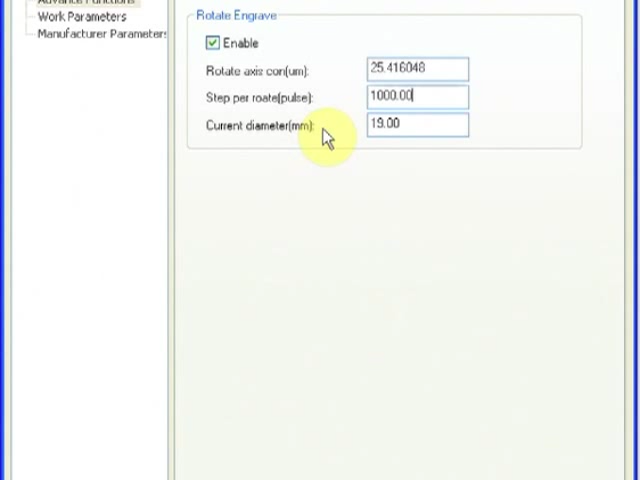 Advance Functions
Work Parameters
Manufacturer Parameters
Rotate Engrave
Enable
Rotate axis con(um):
25.416048
Step per roate(pulse):
1000.00
Current diameter(mm):
19.00